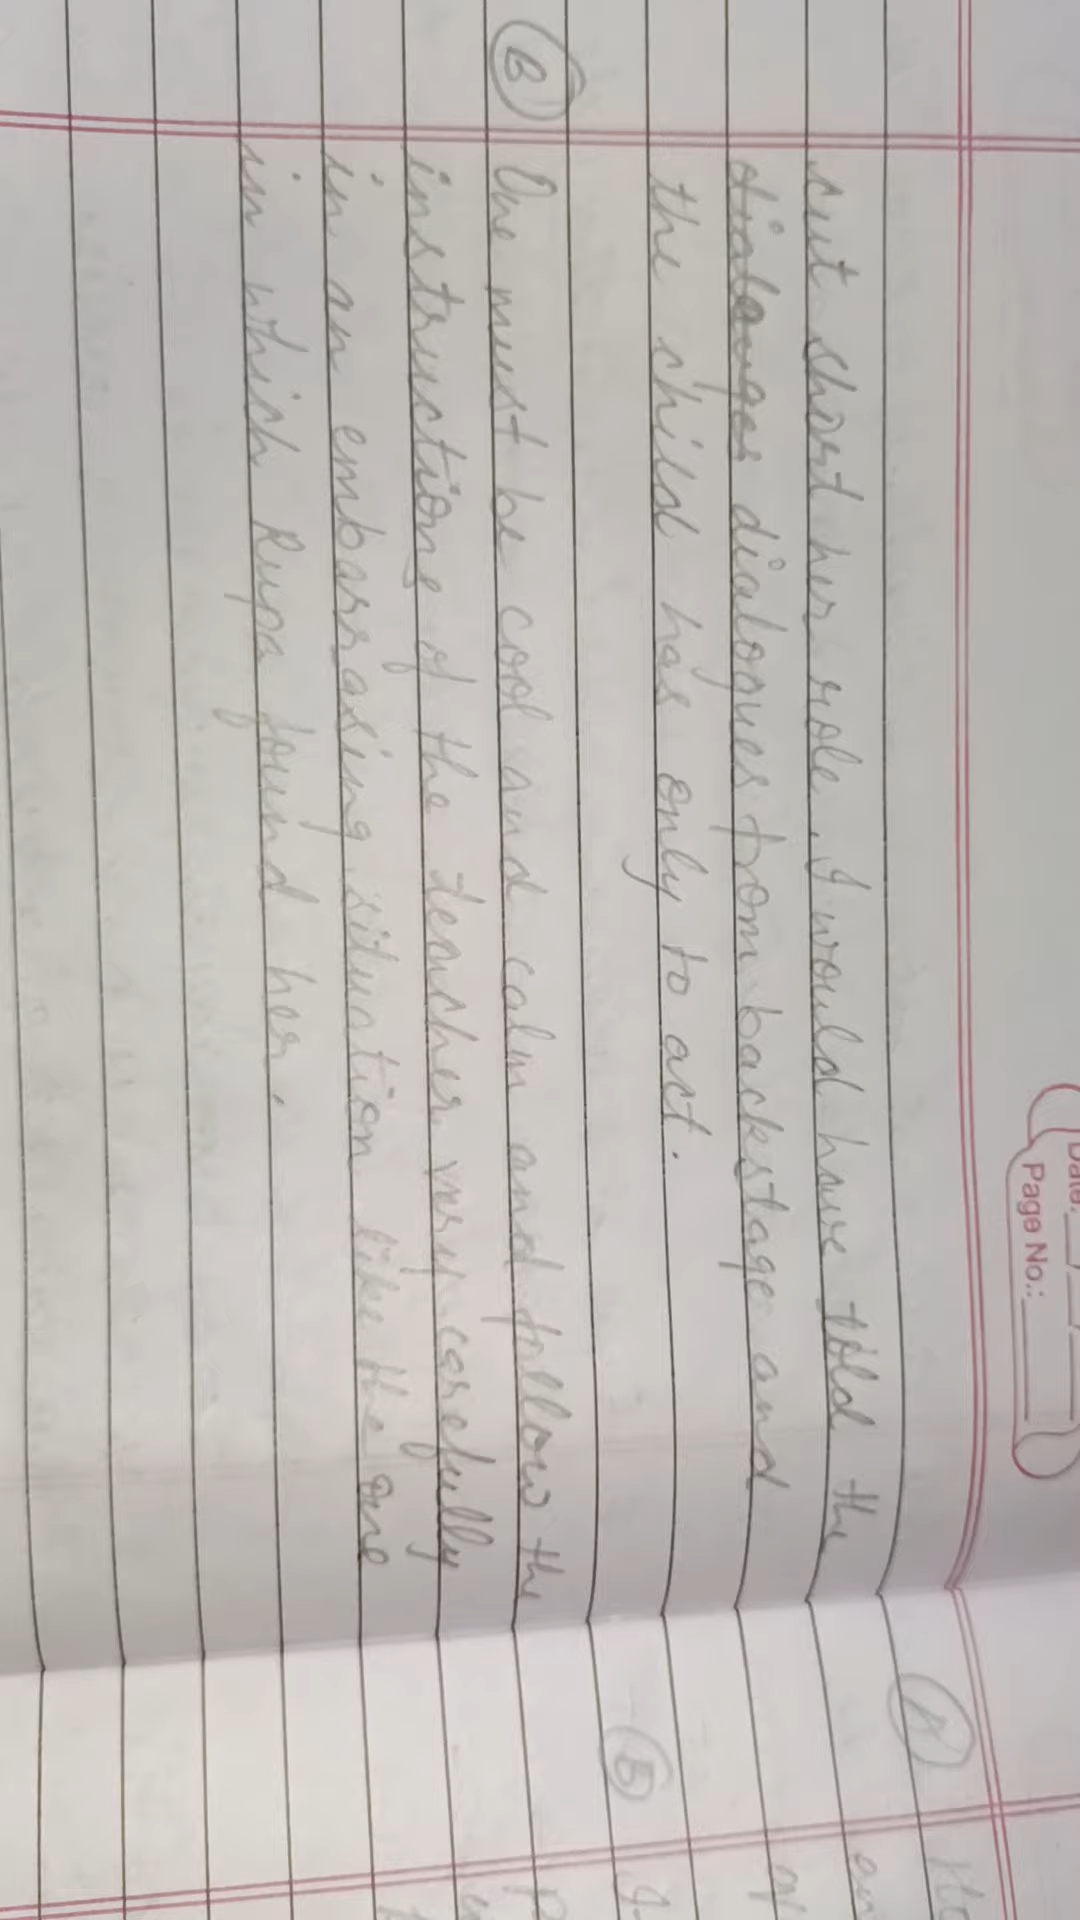 Date:
Page No.:
cut short her role, I would have told the
dialouges dialogues from backstage and
the child has only to act.
(B) One must be cool and calm and follow the
instructions of the teacher very carefully
in an embarrasing situation like the one
in which Rupa found her.
(A)
(B) I